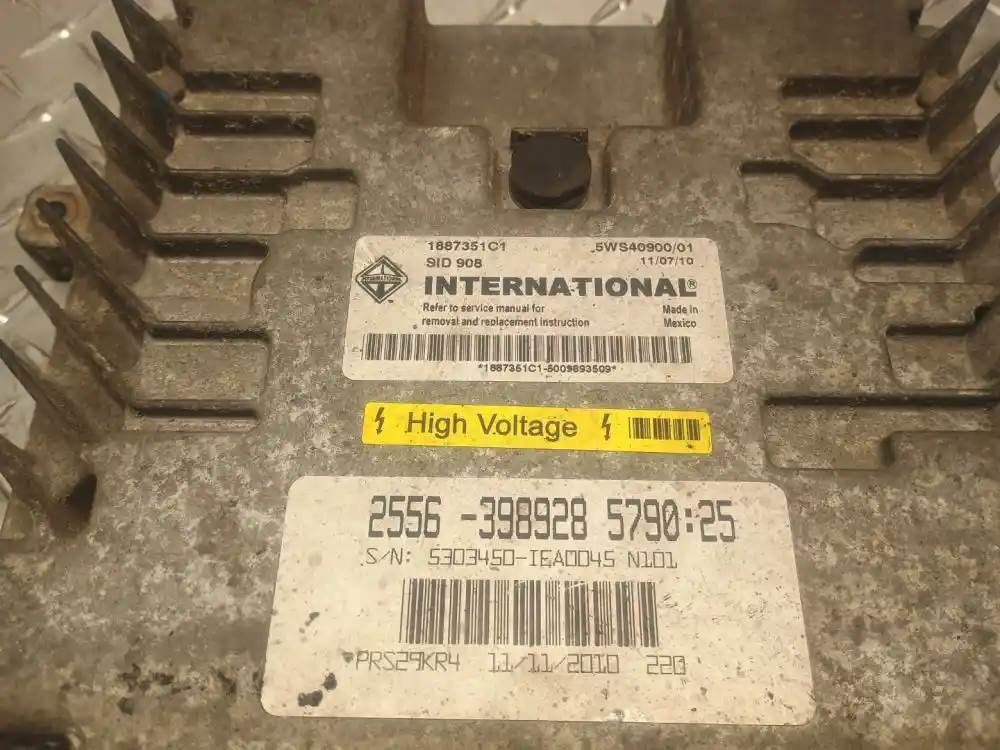 1887351C1 5WS40900/01
SID 908 11/07/10
INTERNATIONAL®
Refer to service manual for Made in
removal and replacement instruction Mexico
*1887351C1-5009893509*
High Voltage
2556 -398928 5790:25
S/N: 5303450-IEA0045 N101
PRS29KR4 11/11/2010 220